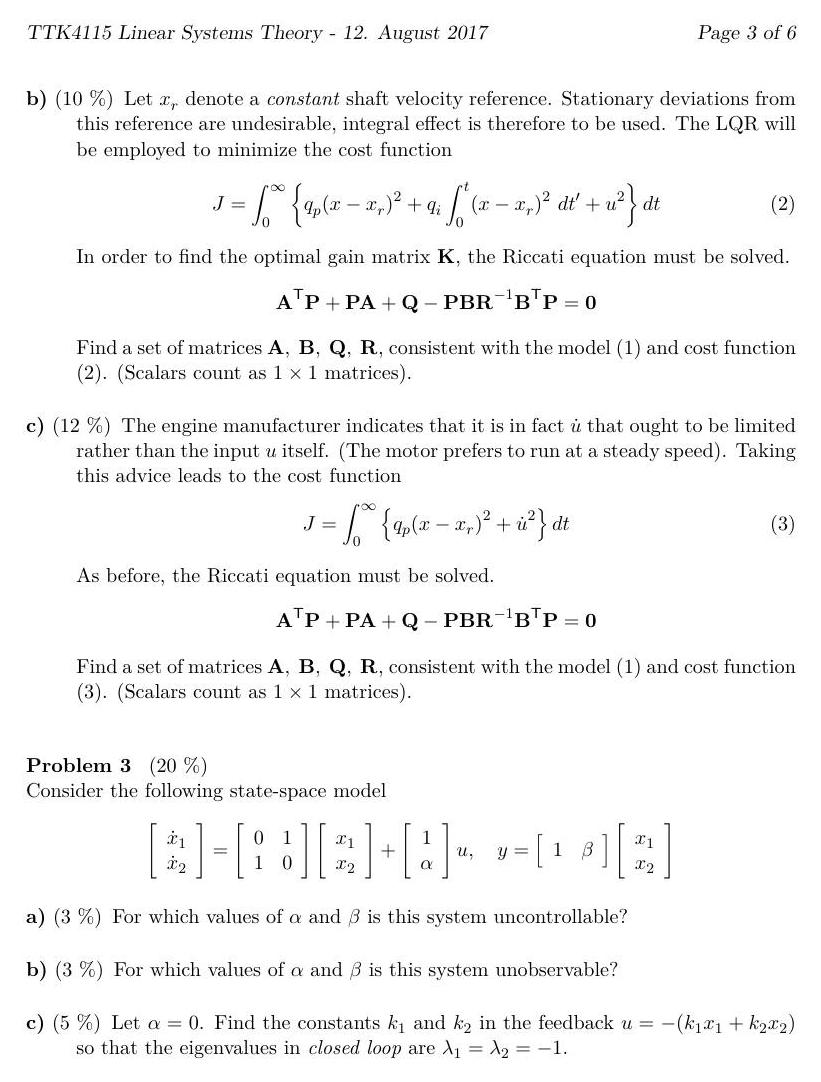 TTK4115 Linear Systems Theory - 12. August 2017 Page 3 of 6
b) (10 %) Let x_r denote a constant shaft velocity reference. Stationary deviations from
this reference are undesirable, integral effect is therefore to be used. The LQR will
be employed to minimize the cost function
J = ∫_0^∞ { q_p(x − x_r)^2 + q_i ∫_0^t (x − x_r)^2 dt′ + u^2 } dt (2)
In order to find the optimal gain matrix K, the Riccati equation must be solved.
A^T P + PA + Q − PBR^−1 B^T P = 0
Find a set of matrices A, B, Q, R, consistent with the model (1) and cost function
(2). (Scalars count as 1 × 1 matrices).
c) (12 %) The engine manufacturer indicates that it is in fact u̇ that ought to be limited
rather than the input u itself. (The motor prefers to run at a steady speed). Taking
this advice leads to the cost function
J = ∫_0^∞ { q_p(x − x_r)^2 + u̇^2 } dt (3)
As before, the Riccati equation must be solved.
A^T P + PA + Q − PBR^−1 B^T P = 0
Find a set of matrices A, B, Q, R, consistent with the model (1) and cost function
(3). (Scalars count as 1 × 1 matrices).
Problem 3 (20 %)
Consider the following state-space model
[ ẋ_1 ; ẋ_2 ] = [ 0 1 ; 1 0 ] [ x_1 ; x_2 ] + [ 1 ; α ] u, y = [ 1 β ] [ x_1 ; x_2 ]
a) (3 %) For which values of α and β is this system uncontrollable?
b) (3 %) For which values of α and β is this system unobservable?
c) (5 %) Let α = 0. Find the constants k_1 and k_2 in the feedback u = −(k_1x_1 + k_2x_2)
so that the eigenvalues in closed loop are λ_1 = λ_2 = −1.